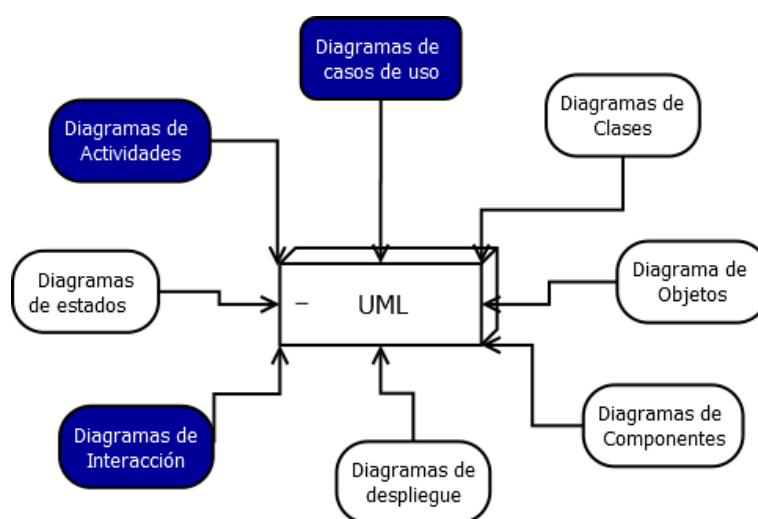 Diagramas de
casos de uso
Diagramas de
Clases
Diagramas de
Actividades
Diagrama de
Objetos
Diagramas
de estados
UML
Diagramas de
Componentes
Diagramas de
Interacción
Diagramas de
despliegue